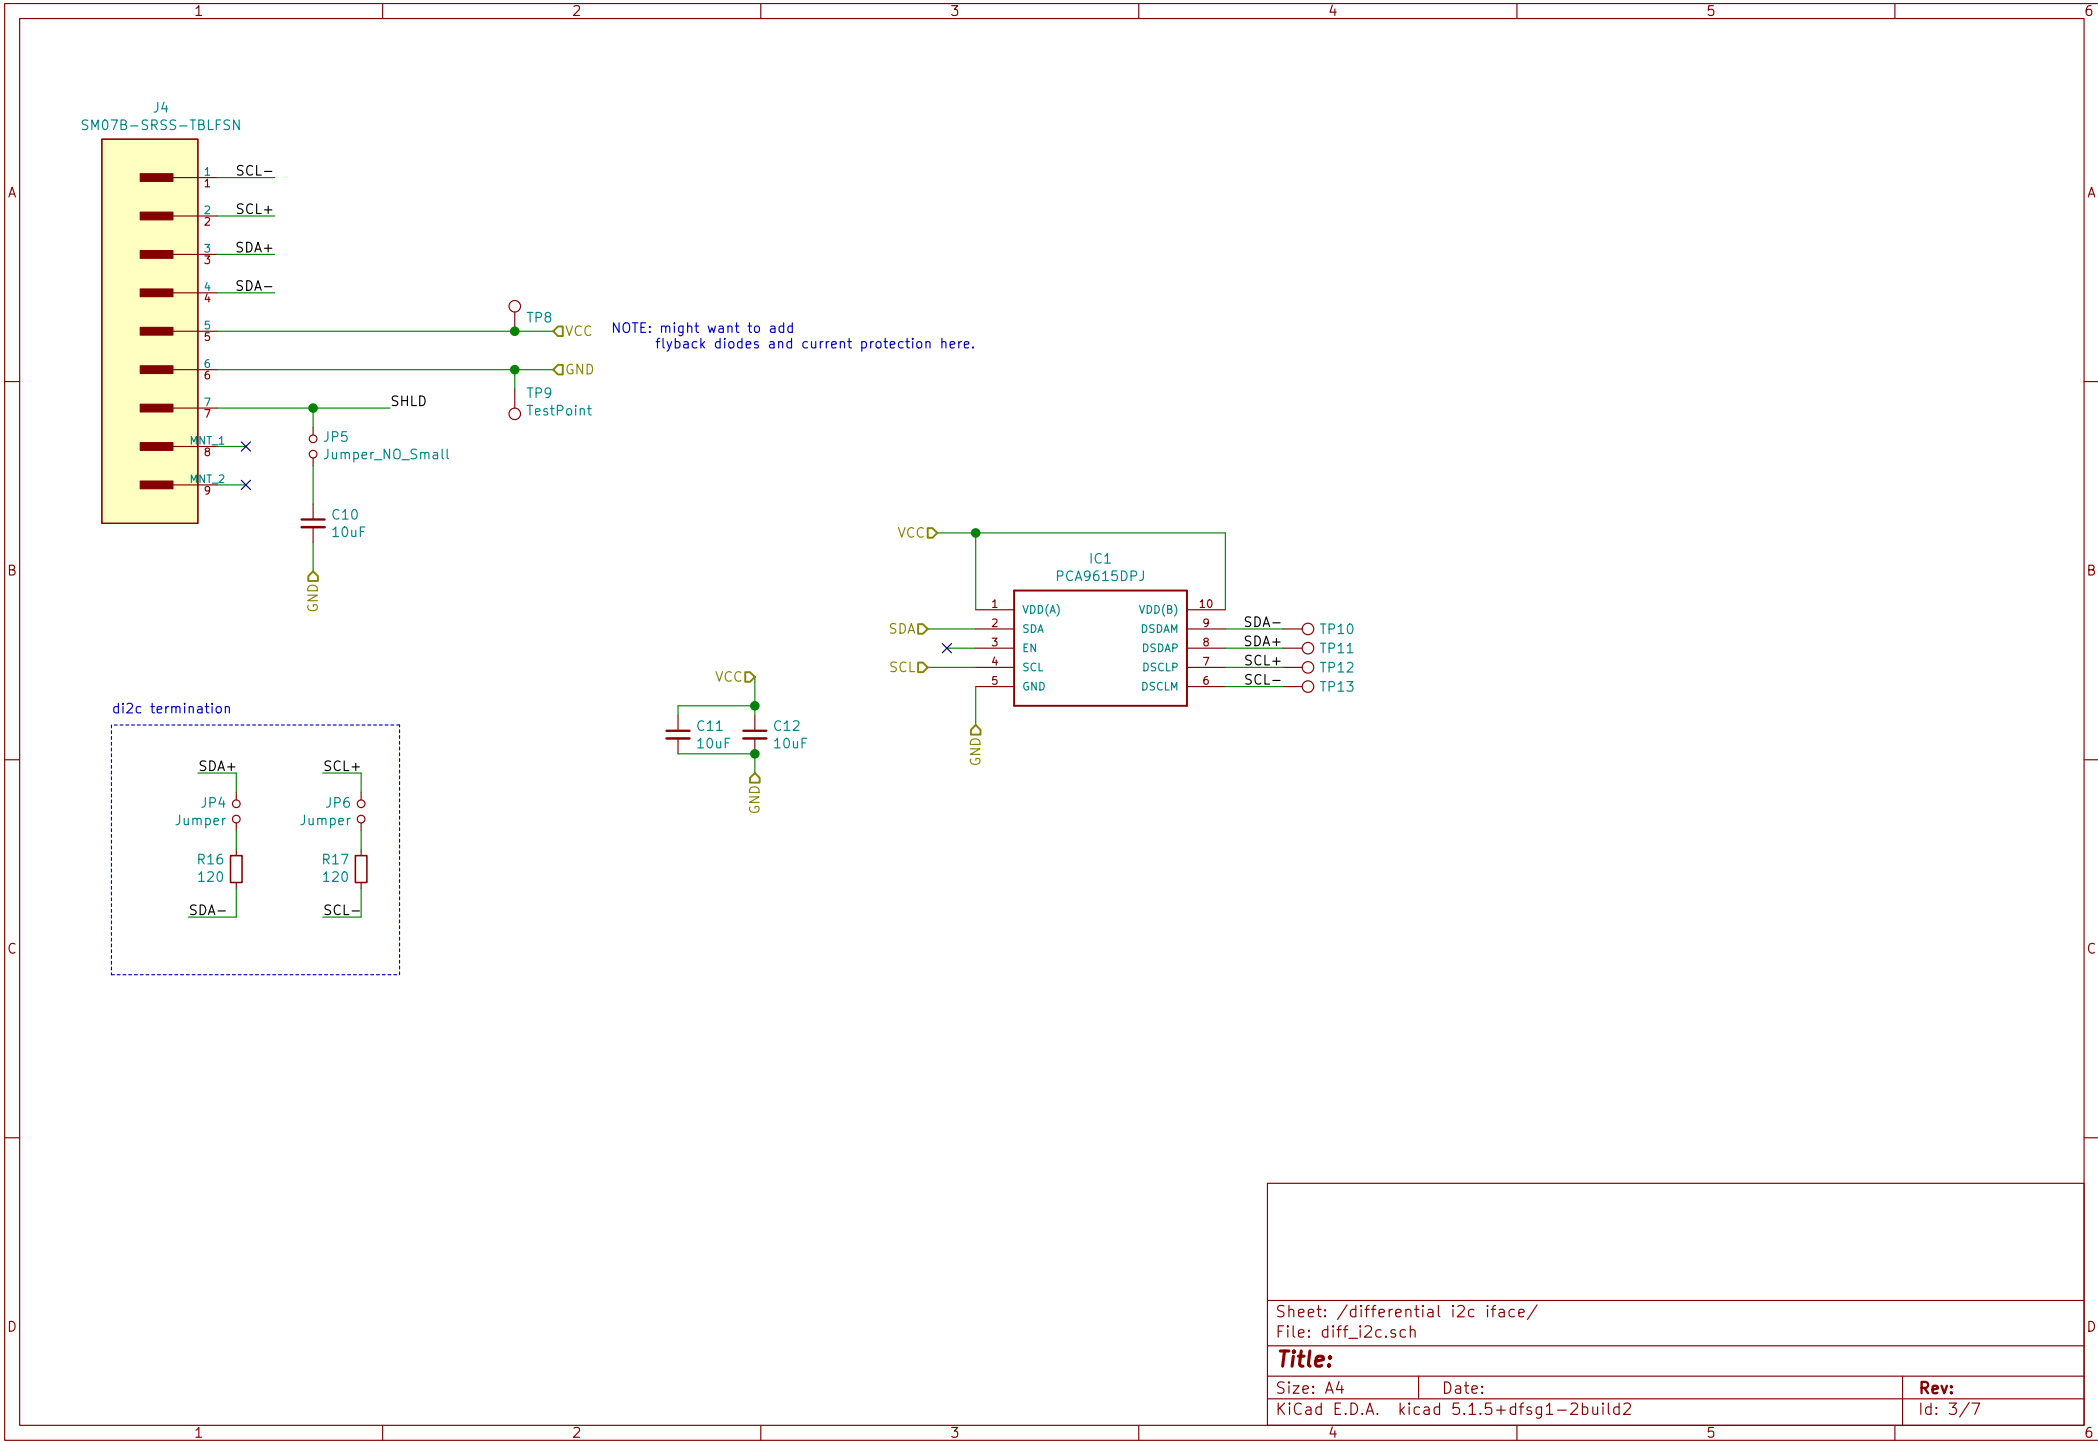 1 2 3 4 5 6
A
B
C
D
A
B
C
D
J4
SM07B-SRSS-TBLFSN
1 SCL-
1
2 SCL+
2
3 SDA+
3
4 SDA-
4
5
5
6
6
7
7
MNT_1
8
MNT_2
9
TP8
VCC
NOTE: might want to add
flyback diodes and current protection here.
GND
TP9
TestPoint
SHLD
JP5
Jumper_NO_Small
C10
10uF
GND
VCC
IC1
PCA9615DPJ
1 VDD(A) VDD(B) 10
SDA 2 SDA DSDAM 9 SDA- TP10
3 EN DSDAP 8 SDA+ TP11
SCL 4 SCL DSCLP 7 SCL+ TP12
5 GND DSCLM 6 SCL- TP13
GND
VCC
C11 C12
10uF 10uF
GND
di2c termination
SDA+ SCL+
JP4 JP6
Jumper Jumper
R16 R17
120 120
SDA- SCL-
Sheet: /differential i2c iface/
File: diff_i2c.sch
Title:
Size: A4 Date: Rev:
KiCad E.D.A. kicad 5.1.5+dfsg1-2build2 Id: 3/7
1 2 3 4 5 6